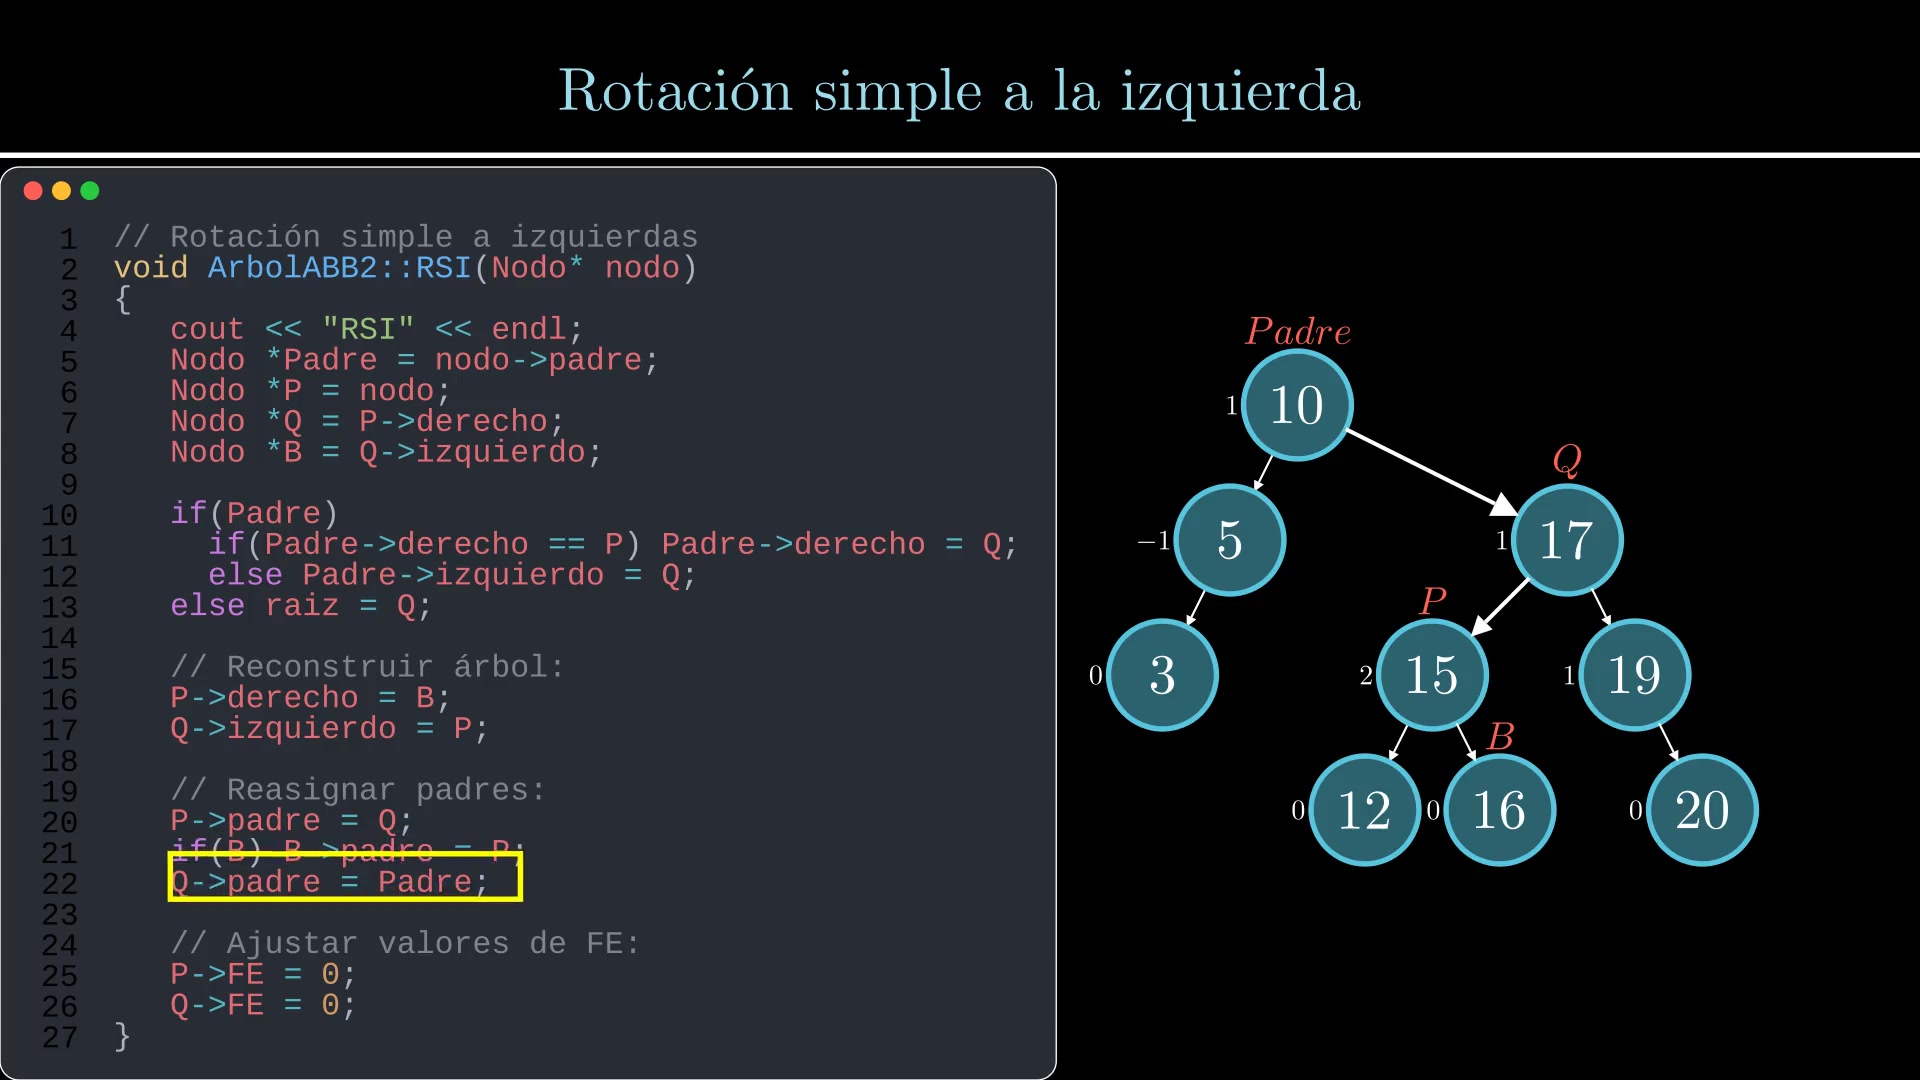 Rotación simple a la izquierda
1 // Rotación simple a izquierdas
2 void ArbolABB2::RSI(Nodo* nodo)
3 {
4 cout << "RSI" << endl;
5 Nodo *Padre = nodo->padre;
6 Nodo *P = nodo;
7 Nodo *Q = P->derecho;
8 Nodo *B = Q->izquierdo;
9
10 if(Padre)
11 if(Padre->derecho == P) Padre->derecho = Q;
12 else Padre->izquierdo = Q;
13 else raiz = Q;
14
15 // Reconstruir árbol:
16 P->derecho = B;
17 Q->izquierdo = P;
18
19 // Reasignar padres:
20 P->padre = Q;
21 if(B) B->padre = P;
22 Q->padre = Padre;
23
24 // Ajustar valores de FE:
25 P->FE = 0;
26 Q->FE = 0;
27 }
Padre
1 10
Q
−1 5
1 17
P
0 3
2 15
1 19
B
0 12
0 16
0 20